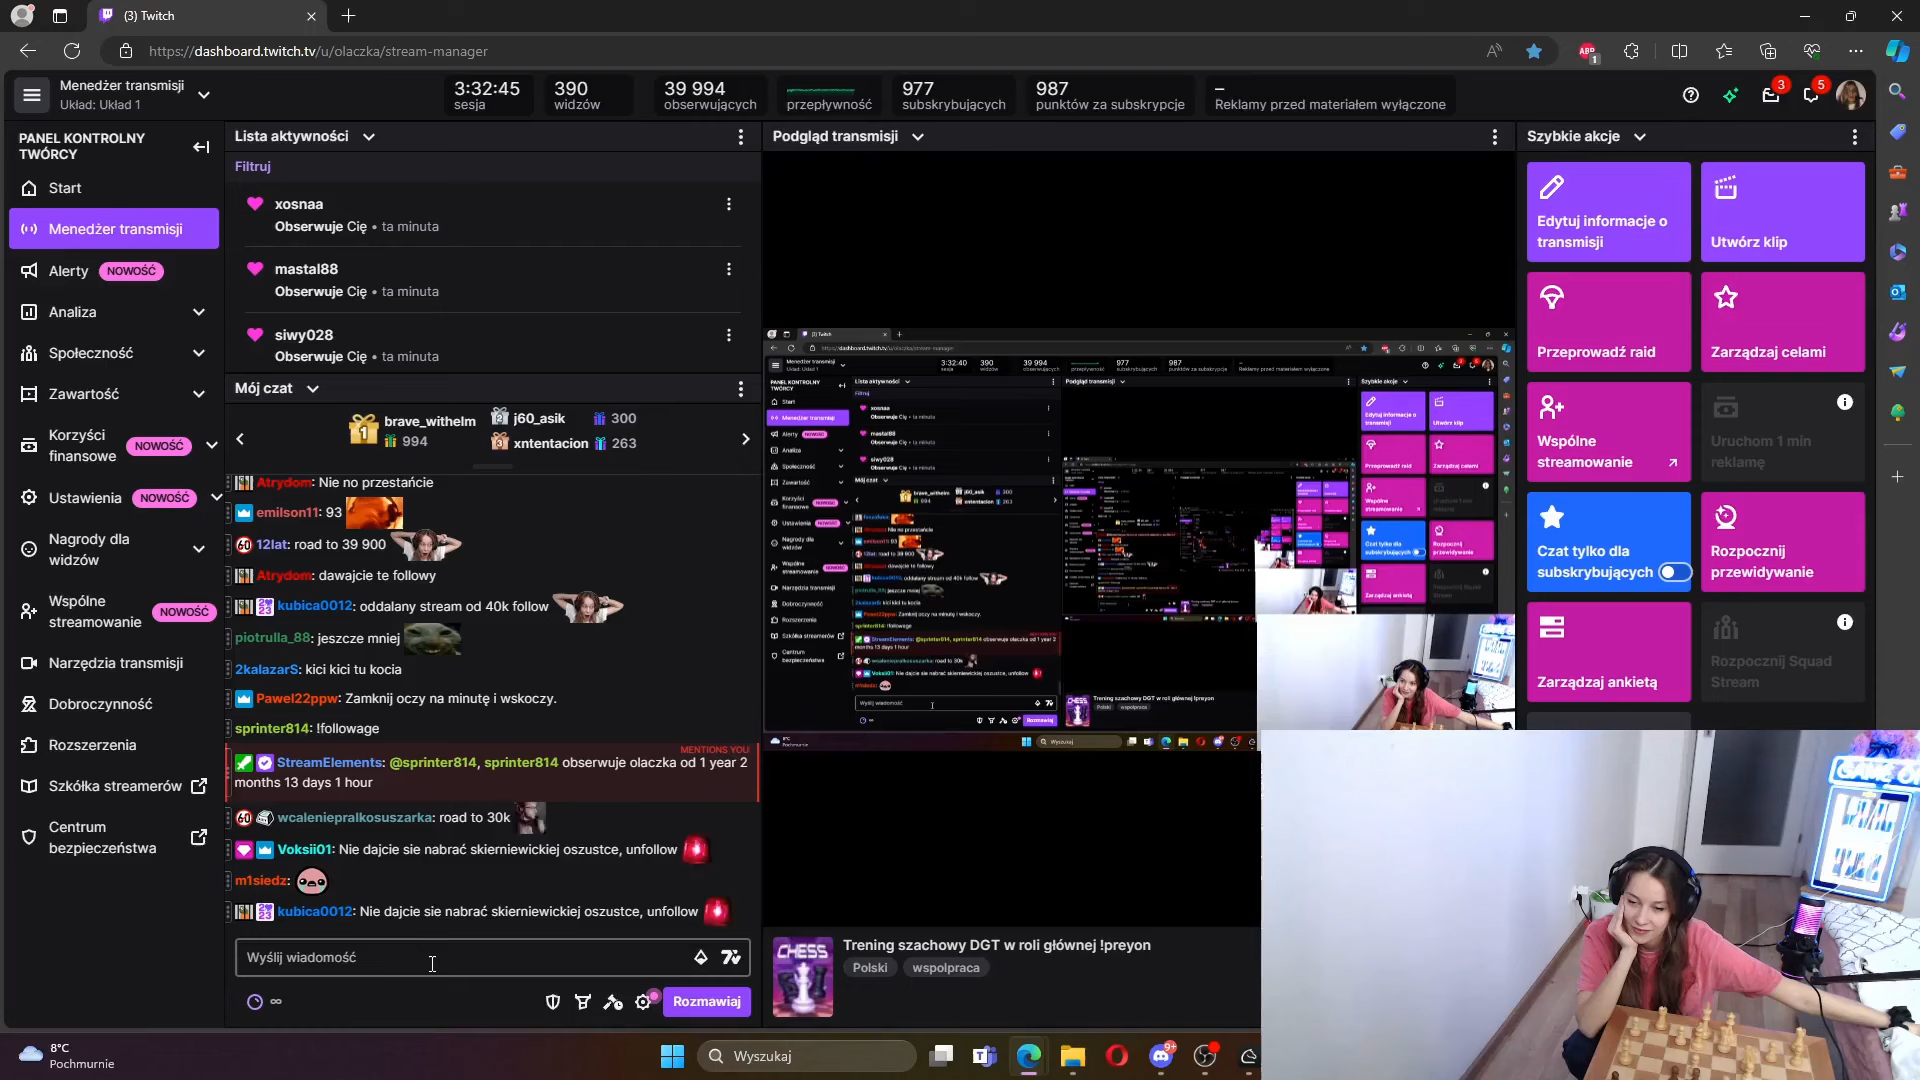 (3) Twitch
https://dashboard.twitch.tv/u/olaczka/stream-manager
Menedżer transmisji
Układ: Układ 1
3:32:45
sesja
390
widzów
39 994
obserwujących
przepływność
977
subskrybujących
987
punktów za subskrypcje
–
Reklamy przed materiałem wyłączone
3
5
PANEL KONTROLNY
TWÓRCY
Start
Menedżer transmisji
Alerty NOWOŚĆ
Analiza
Społeczność
Zawartość
Korzyści
finansowe NOWOŚĆ
Ustawienia NOWOŚĆ
Nagrody dla
widzów
Wspólne
streamowanie NOWOŚĆ
Narzędzia transmisji
Dobroczynność
Rozszerzenia
Szkółka streamerów
Centrum
bezpieczeństwa
Lista aktywności
Filtruj
xosnaa
Obserwuje Cię • ta minuta
mastal88
Obserwuje Cię • ta minuta
siwy028
Obserwuje Cię • ta minuta
Mój czat
brave_withelm
994
j60_asik 300
xntentacion 263
Atrydom: Nie no przestańcie
emilson11: 93
12lat: road to 39 900
Atrydom: dawajcie te followy
kubica0012: oddalany stream od 40k follow
piotrulla_88: jeszcze mniej
2kalazarS: kici kici tu kocia
Pawel22ppw: Zamknij oczy na minutę i wskoczy.
sprinter814: !followage
MENTIONS YOU
StreamElements: @sprinter814, sprinter814 obserwuje olaczka od 1 year 2
months 13 days 1 hour
wcaleniepralkosuszarka: road to 30k
Voksii01: Nie dajcie sie nabrać skierniewickiej oszustce, unfollow
m1siedz:
kubica0012: Nie dajcie sie nabrać skierniewickiej oszustce, unfollow
Wyślij wiadomość
Rozmawiaj
Podgląd transmisji
CHESS
Trening szachowy DGT w roli głównej !preyon
Polski
wspolpraca
Szybkie akcje
Edytuj informacje o
transmisji
Utwórz klip
Przeprowadź raid
Zarządzaj celami
Wspólne
streamowanie
Uruchom 1 min
reklamę
Czat tylko dla
subskrybujących
Rozpocznij
przewidywanie
Zarządzaj ankietą
Rozpocznij Squad
Stream
GAME ON
8°C
Pochmurnie
Wyszukaj
9+